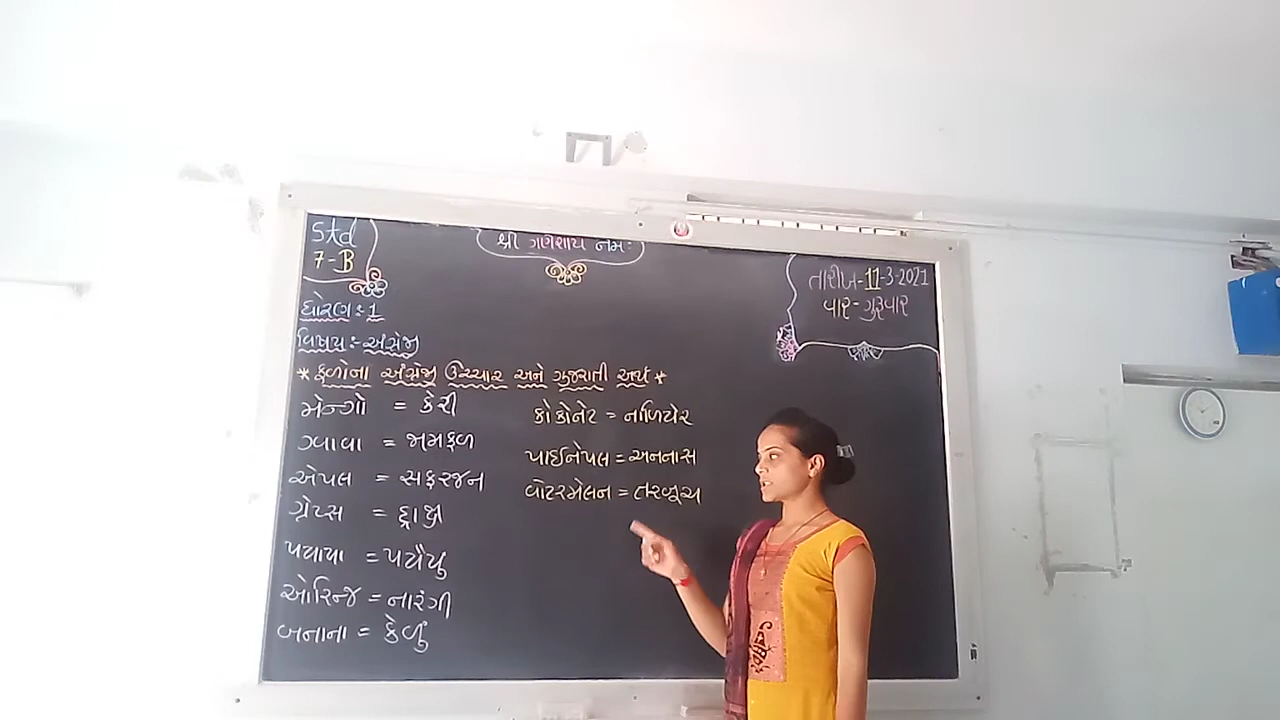 Std
7-B
શ્રી ગણેશાય નમઃ
તારીખ-11-3-2021
વાર- ગુરૂવાર
ધોરણ : 1
વિષય :- અંગ્રેજી
* ફળોના અંગ્રેજી ઉચ્ચાર અને ગુજરાતી અર્થ *
મેન્ગો = કેરી
ગ્વાવા = જામફળ
એપલ = સફરજન
ગ્રેપ્સ = દ્રાક્ષ
પપાયા = પપૈયું
ઓરિન્જ = નારંગી
બનાના = કેળું
કોકોનેટ = નાળિયેર
પાઈનેપલ = અનનાસ
વોટરમેલન = તરબૂચ